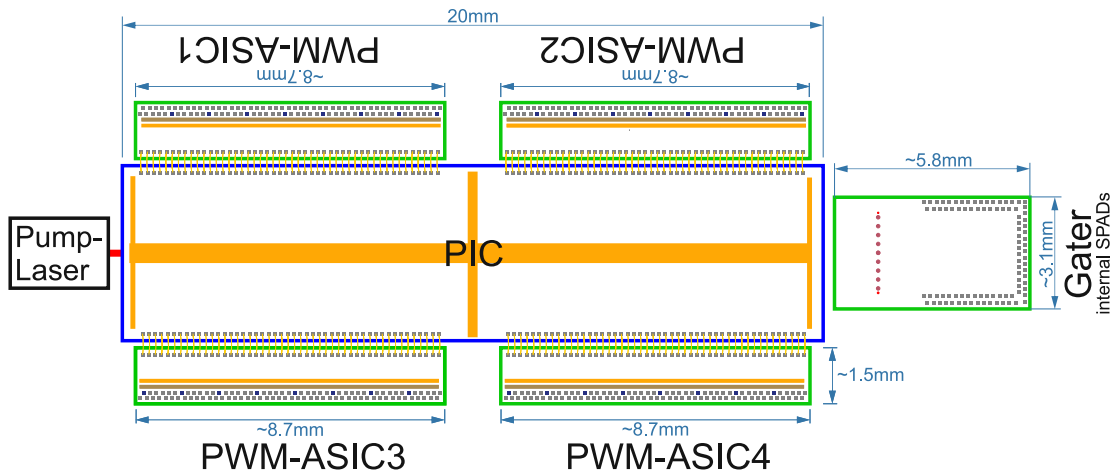 20mm
PWM-ASIC1
PWM-ASIC2
~8.7mm
~8.7mm
~5.8mm
Pump-
Laser
PIC
~3.1mm
Gater
internal SPADs
~1.5mm
~8.7mm
~8.7mm
PWM-ASIC3
PWM-ASIC4